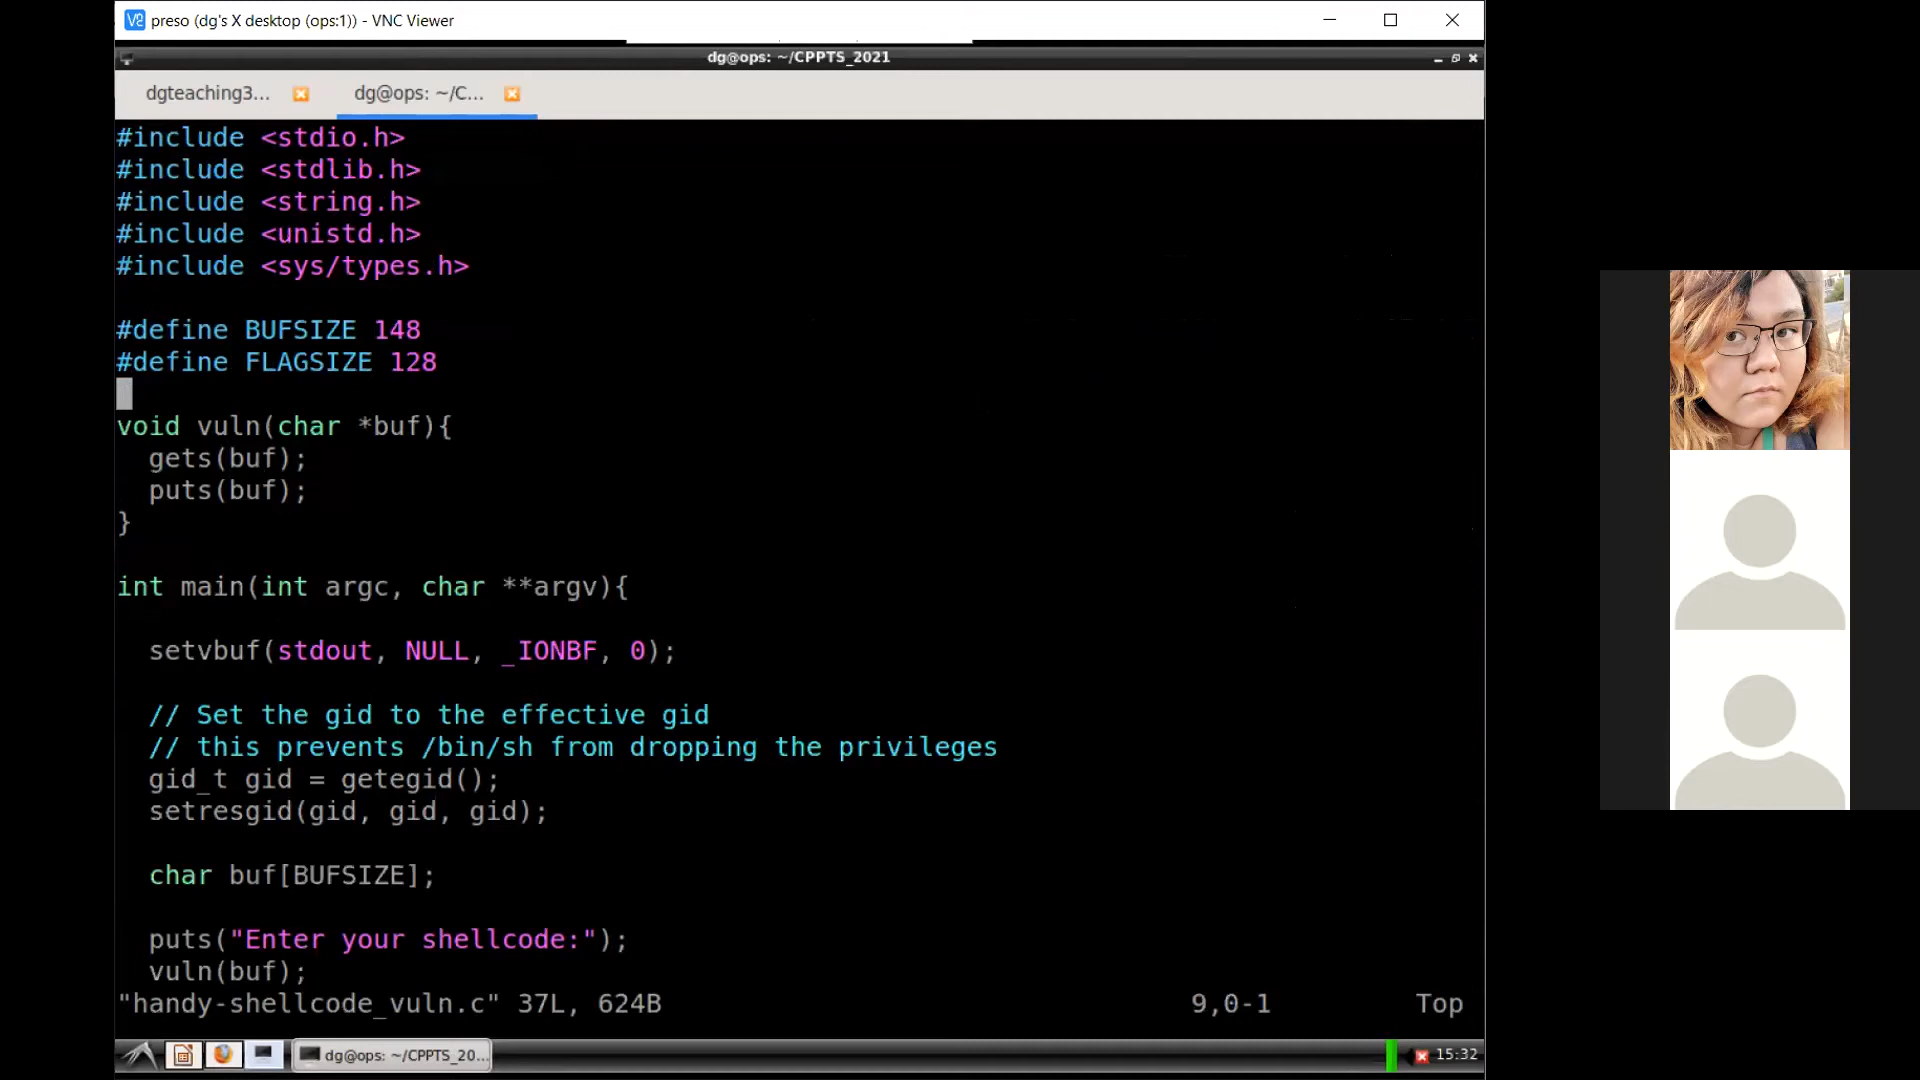 preso (dg's X desktop (ops:1)) - VNC Viewer
dg@ops: ~/CPPTS_2021
dgteaching3...
dg@ops: ~/C...
#include <stdio.h>
#include <stdlib.h>
#include <string.h>
#include <unistd.h>
#include <sys/types.h>
#define BUFSIZE 148
#define FLAGSIZE 128
void vuln(char *buf){
gets(buf);
puts(buf);
}
int main(int argc, char **argv){
setvbuf(stdout, NULL, _IONBF, 0);
// Set the gid to the effective gid
// this prevents /bin/sh from dropping the privileges
gid_t gid = getegid();
setresgid(gid, gid, gid);
char buf[BUFSIZE];
puts("Enter your shellcode:");
vuln(buf);
"handy-shellcode_vuln.c" 37L, 624B 9,0-1 Top
dg@ops: ~/CPPTS_20...
15:32